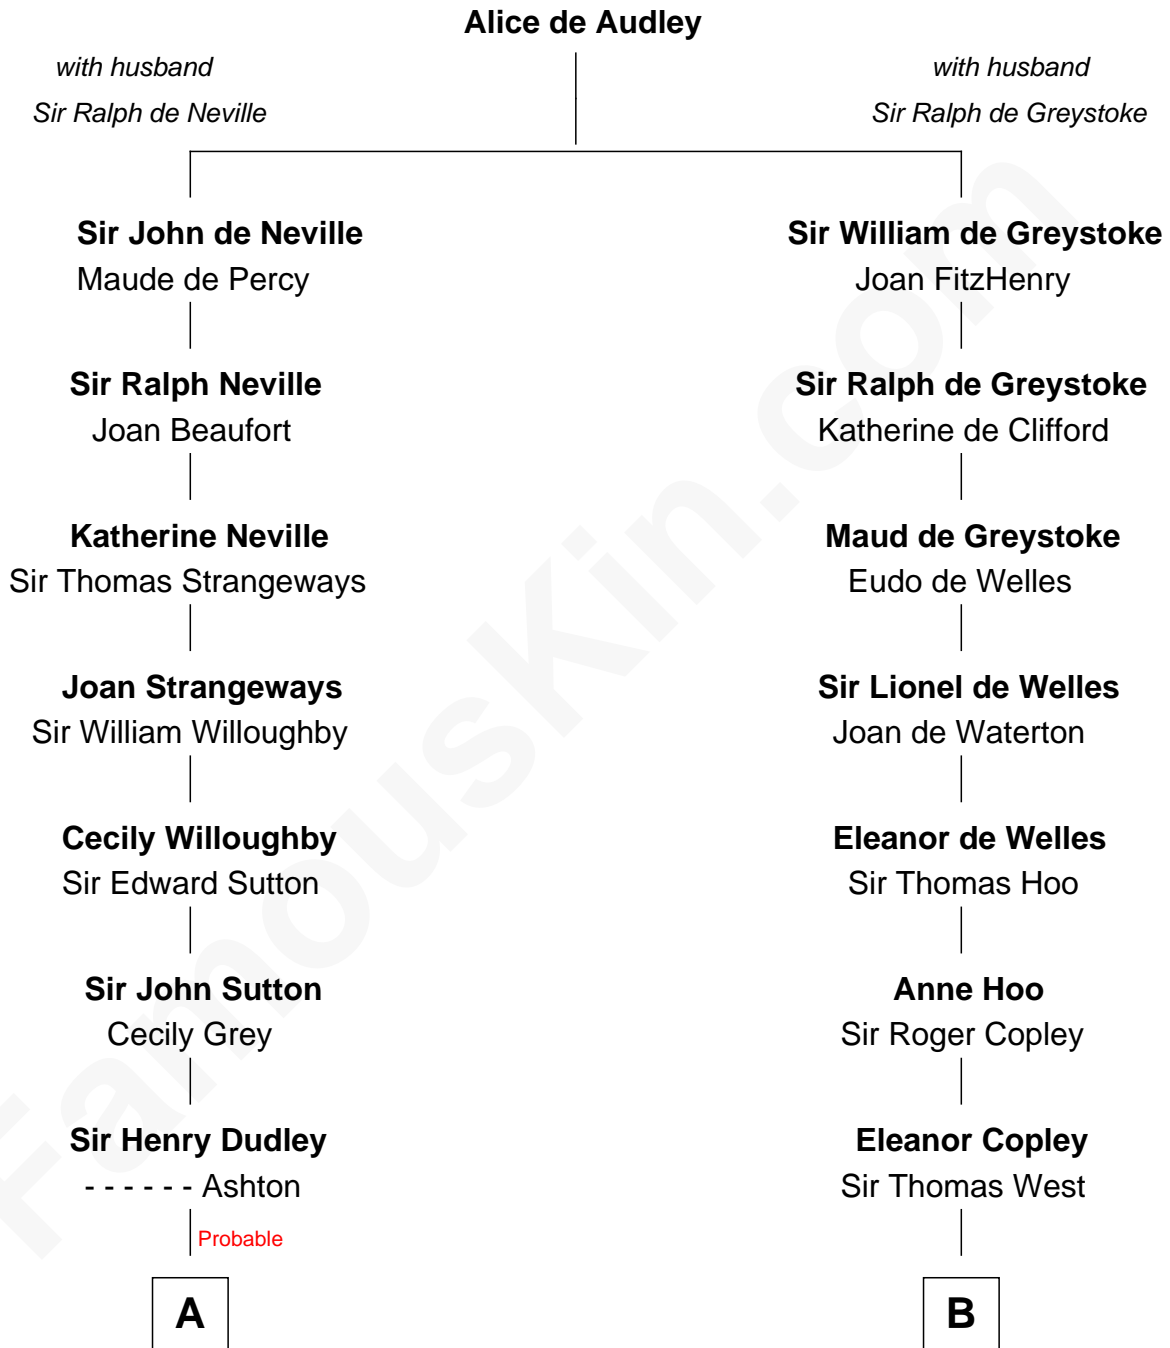 Alice de Audley
with husband
Sir Ralph de Neville
with husband
Sir Ralph de Greystoke
Sir John de Neville
Maude de Percy
Sir William de Greystoke
Joan FitzHenry
Sir Ralph Neville
Joan Beaufort
Sir Ralph de Greystoke
Katherine de Clifford
Katherine Neville
Sir Thomas Strangeways
Maud de Greystoke
Eudo de Welles
Joan Strangeways
Sir William Willoughby
Sir Lionel de Welles
Joan de Waterton
Cecily Willoughby
Sir Edward Sutton
Eleanor de Welles
Sir Thomas Hoo
Sir John Sutton
Cecily Grey
Anne Hoo
Sir Roger Copley
Sir Henry Dudley
- - - - - - Ashton
Probable
Eleanor Copley
Sir Thomas West
A
B
FamousKin.com